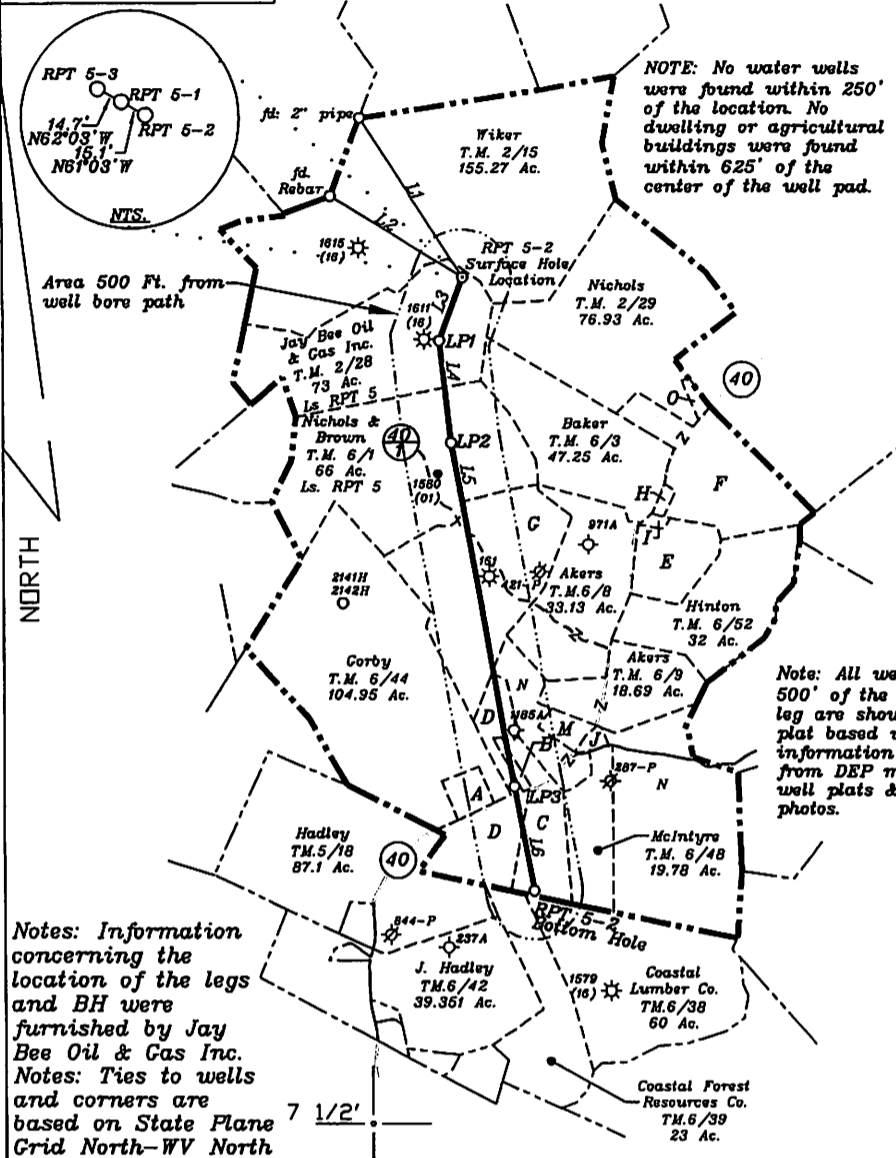 RPT 5-3
RPT 5-1
RPT 5-2
14.7'
N62°03'W
15.1'
N61°03'W
NTS.
fd: 2" pipe
fd.
Rebar
L1
L2
Wiker
T.M. 2/15
155.27 Ac.
NOTE: No water wells
were found within 250'
of the location. No
dwelling or agricultural
buildings were found
within 625' of the
center of the well pad.
1615
(16)
RPT 5-2
Surface Hole
Location
Area 500 Ft. from
well bore path
L3
1611
(16)
LP1
Nichols
T.M. 2/29
76.93 Ac.
Jay Bee Oil
& Gas Inc.
T.M. 2/28
73 Ac.
Ls. RPT 5
L4
40
O
Nichols &
Brown
T.M. 6/1
66 Ac.
Ls. RPT 5
40
1
LP2
Baker
T.M. 6/3
47.25 Ac.
1580
(01)
L5
N
F
H
I
G
971A
E
161
421-P
Akers
T.M.6/8
33.13 Ac.
NORTH
2141H
2142H
Hinton
T.M. 6/52
32 Ac.
N
Corby
T.M. 6/44
104.95 Ac.
Akers
T.M. 6/9
18.69 Ac.
N
Note: All we
500' of the
leg are show
plat based u
information
from DEP m
well plats &
photos.
N
D
1185A
M
B
J
N
287-P
N
A
LP3
D
C
L6
Hadley
TM.5/18
87.1 Ac.
40
McIntyre
T.M. 6/48
19.78 Ac.
RPT 5-2
Bottom Hole
644-P
237A
J. Hadley
TM.6/42
39.351 Ac.
1579
(16)
Coastal
Lumber Co.
TM.6/38
60 Ac.
Notes: Information
concerning the
location of the legs
and BH were
furnished by Jay
Bee Oil & Gas Inc.
Notes: Ties to wells
and corners are
based on State Plane
Grid North-WV North
7 1/2'
Coastal Forest
Resources Co.
TM.6/39
23 Ac.